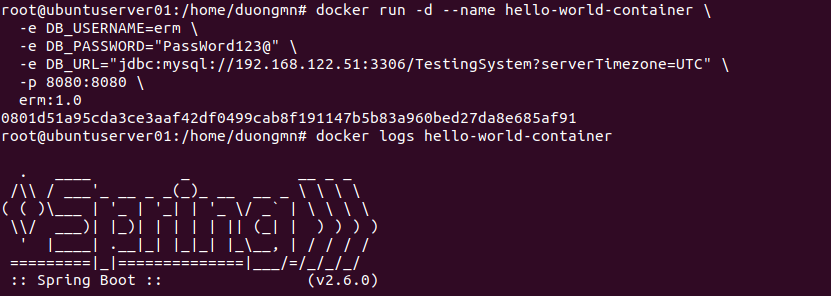 root@ubuntuserver01:/home/duongmn# docker run -d --name hello-world-container \
  -e DB_USERNAME=erm \
  -e DB_PASSWORD="PassWord123@" \
  -e DB_URL="jdbc:mysql://192.168.122.51:3306/TestingSystem?serverTimezone=UTC" \
  -p 8080:8080 \
  erm:1.0
0801d51a95cda3ce3aaf42df0499cab8f191147b5b83a960bed27da8e685af91
root@ubuntuserver01:/home/duongmn# docker logs hello-world-container

  .   ____          _            __ _ _
 /\\ / ___'_ __ _ _(_)_ __  __ _ \ \ \ \
( ( )\___ | '_ | '_| | '_ \/ _` | \ \ \ \
 \\/  ___)| |_)| | | | | || (_| |  ) ) ) )
  '  |____| .__|_| |_|_| |_\__, | / / / /
 =========|_|==============|___/=/_/_/_/
 :: Spring Boot ::                (v2.6.0)